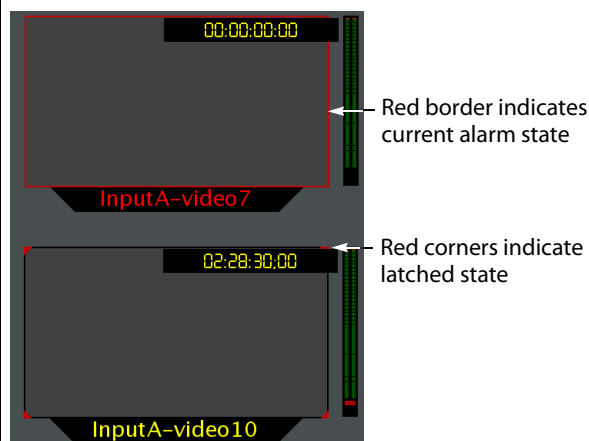 00:00:00:00
Red border indicates
current alarm state
InputA-video7
02:28:30;00
Red corners indicate
latched state
InputA-video10